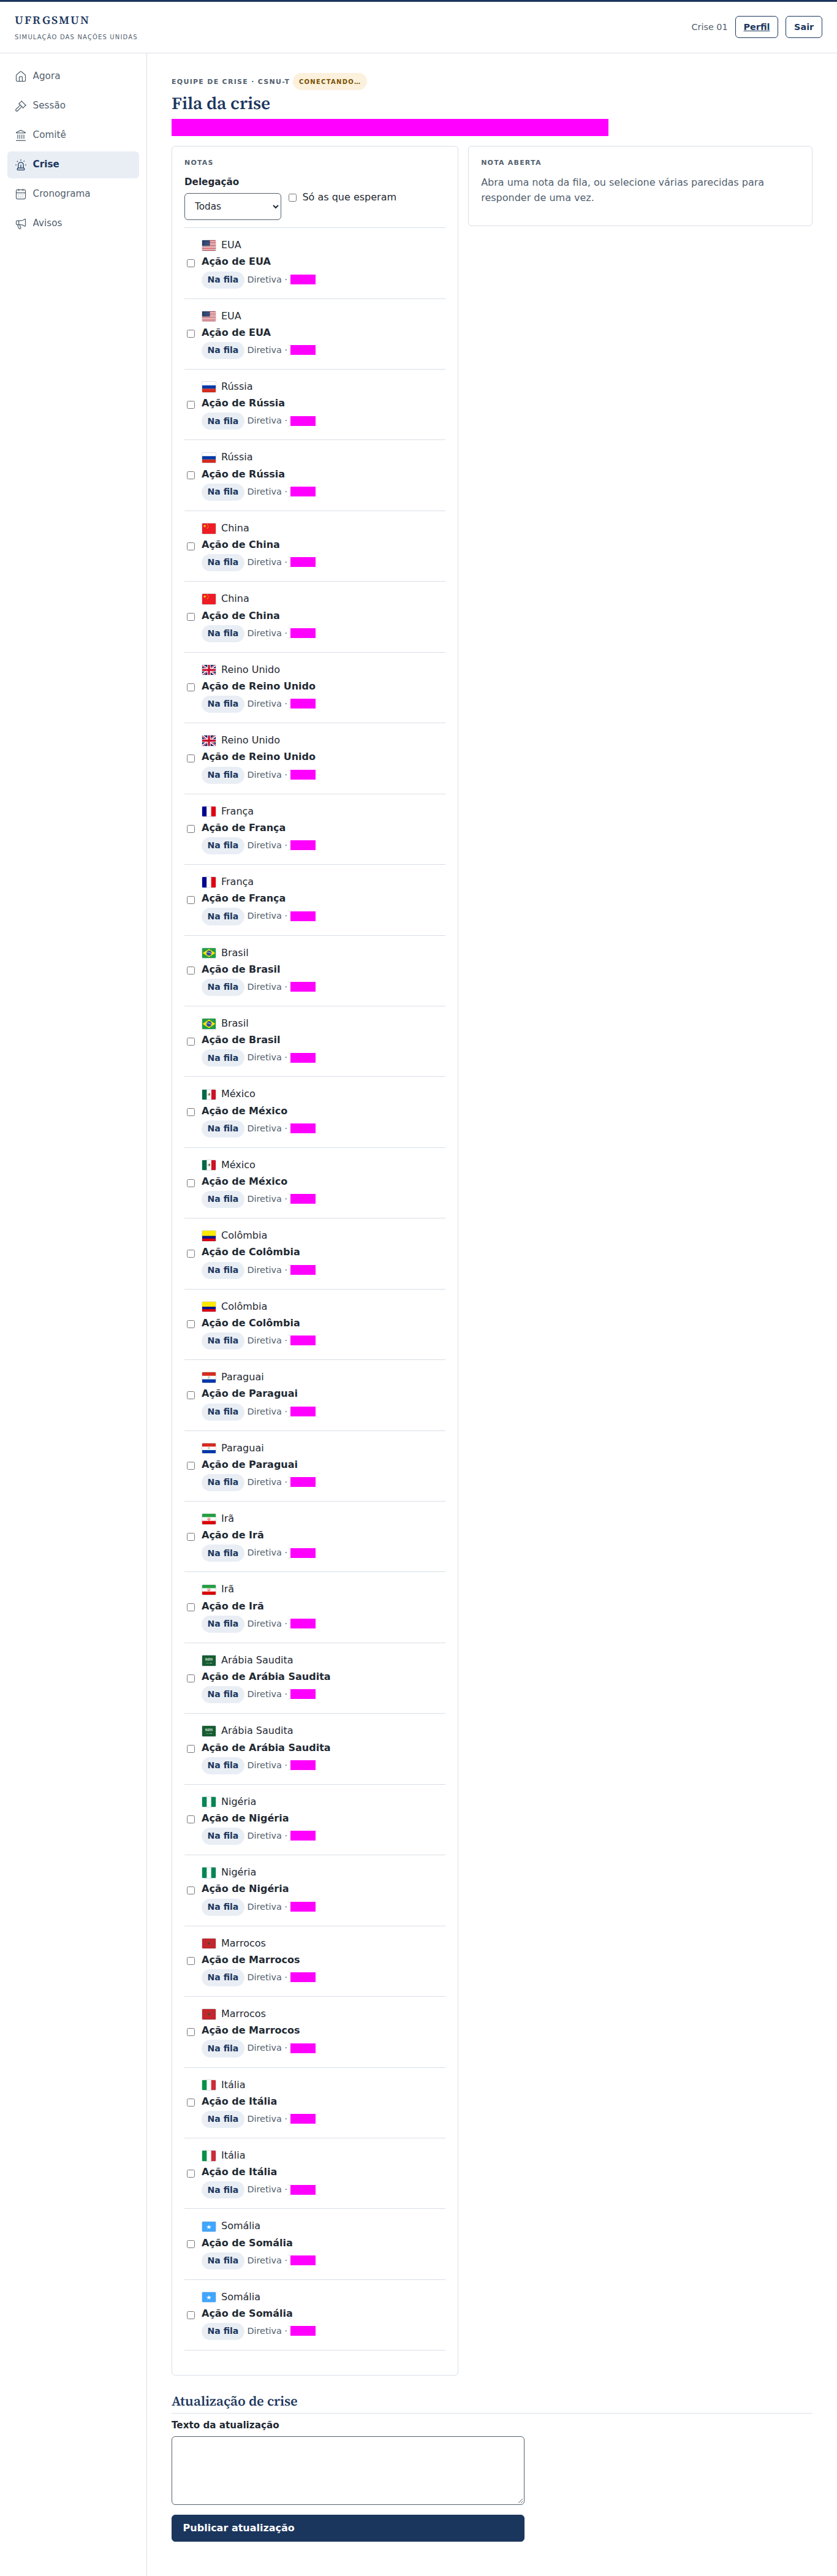 UFRGSMUN
SIMULAÇÃO DAS NAÇÕES UNIDAS
Crise 01
Perfil
Sair
Agora
Sessão
Comitê
Crise
Cronograma
Avisos
EQUIPE DE CRISE · CSNU-T
CONECTANDO…
Fila da crise
NOTAS
Delegação
Todas
Só as que esperam
EUA
Ação de EUA
Na fila Diretiva ·
EUA
Ação de EUA
Na fila Diretiva ·
Rússia
Ação de Rússia
Na fila Diretiva ·
Rússia
Ação de Rússia
Na fila Diretiva ·
China
Ação de China
Na fila Diretiva ·
China
Ação de China
Na fila Diretiva ·
Reino Unido
Ação de Reino Unido
Na fila Diretiva ·
Reino Unido
Ação de Reino Unido
Na fila Diretiva ·
França
Ação de França
Na fila Diretiva ·
França
Ação de França
Na fila Diretiva ·
Brasil
Ação de Brasil
Na fila Diretiva ·
Brasil
Ação de Brasil
Na fila Diretiva ·
México
Ação de México
Na fila Diretiva ·
México
Ação de México
Na fila Diretiva ·
Colômbia
Ação de Colômbia
Na fila Diretiva ·
Colômbia
Ação de Colômbia
Na fila Diretiva ·
Paraguai
Ação de Paraguai
Na fila Diretiva ·
Paraguai
Ação de Paraguai
Na fila Diretiva ·
Irã
Ação de Irã
Na fila Diretiva ·
Irã
Ação de Irã
Na fila Diretiva ·
Arábia Saudita
Ação de Arábia Saudita
Na fila Diretiva ·
Arábia Saudita
Ação de Arábia Saudita
Na fila Diretiva ·
Nigéria
Ação de Nigéria
Na fila Diretiva ·
Nigéria
Ação de Nigéria
Na fila Diretiva ·
Marrocos
Ação de Marrocos
Na fila Diretiva ·
Marrocos
Ação de Marrocos
Na fila Diretiva ·
Itália
Ação de Itália
Na fila Diretiva ·
Itália
Ação de Itália
Na fila Diretiva ·
Somália
Ação de Somália
Na fila Diretiva ·
Somália
Ação de Somália
Na fila Diretiva ·
NOTA ABERTA
Abra uma nota da fila, ou selecione várias parecidas para
responder de uma vez.
Atualização de crise
Texto da atualização
Publicar atualização